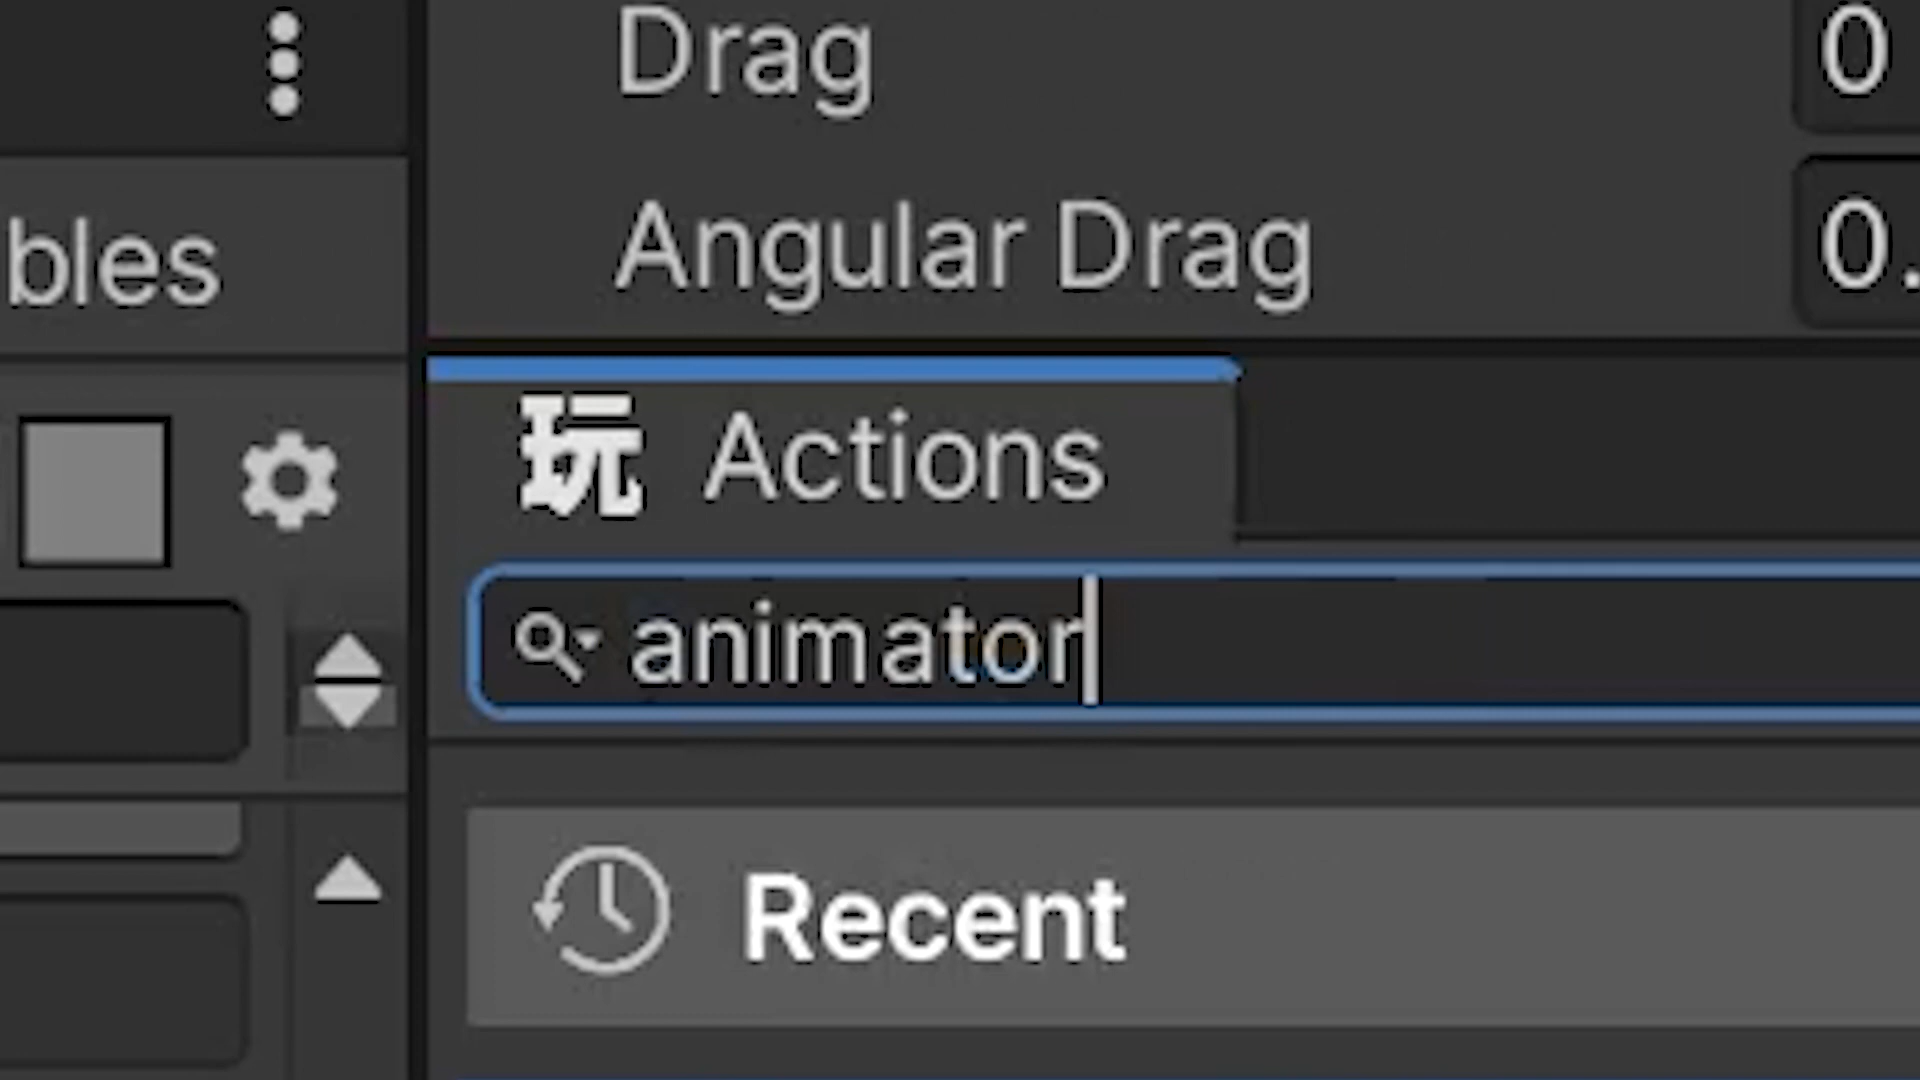 Drag 0
Angular Drag 0.
bles
玩 Actions
animator
Recent